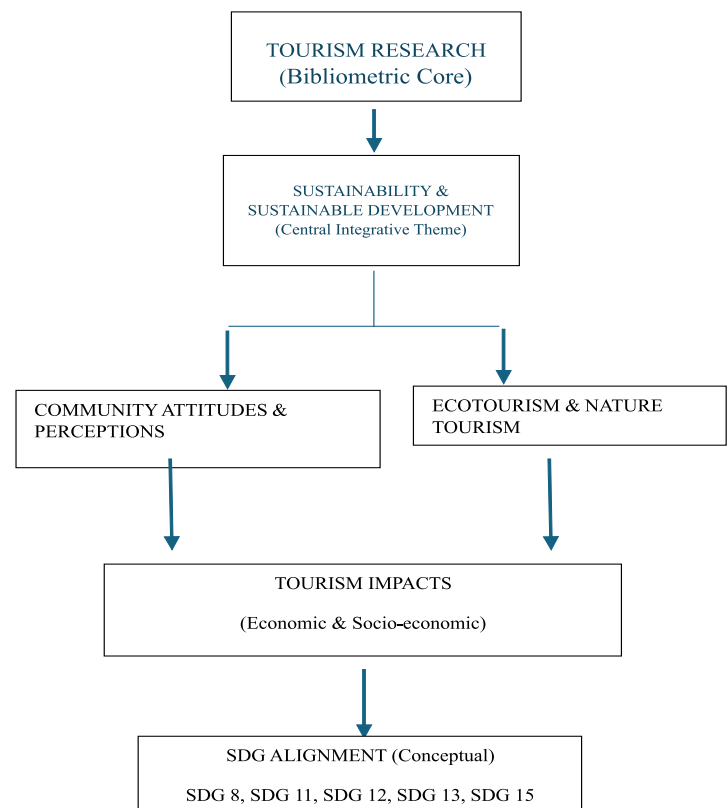 TOURISM RESEARCH
(Bibliometric Core)
SUSTAINABILITY &
SUSTAINABLE DEVELOPMENT
(Central Integrative Theme)
COMMUNITY ATTITUDES &
PERCEPTIONS
ECOTOURISM & NATURE
TOURISM
TOURISM IMPACTS
(Economic & Socio-economic)
SDG ALIGNMENT (Conceptual)
SDG 8, SDG 11, SDG 12, SDG 13, SDG 15